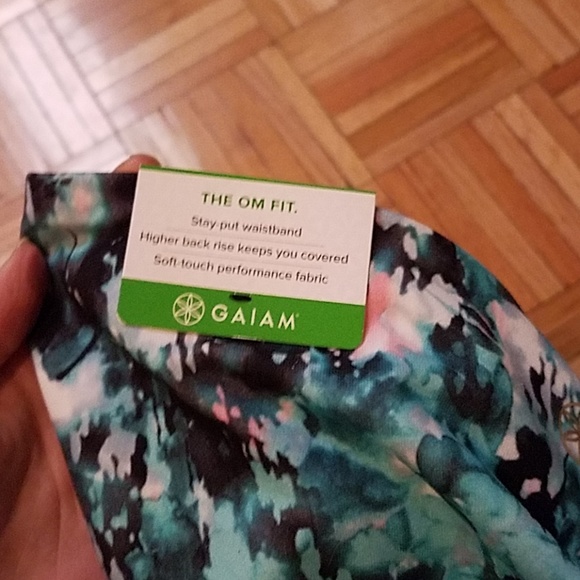 THE OM FIT.
Stay-put waistband
Higher back rise keeps you covered
Soft-touch performance fabric
GAIAM